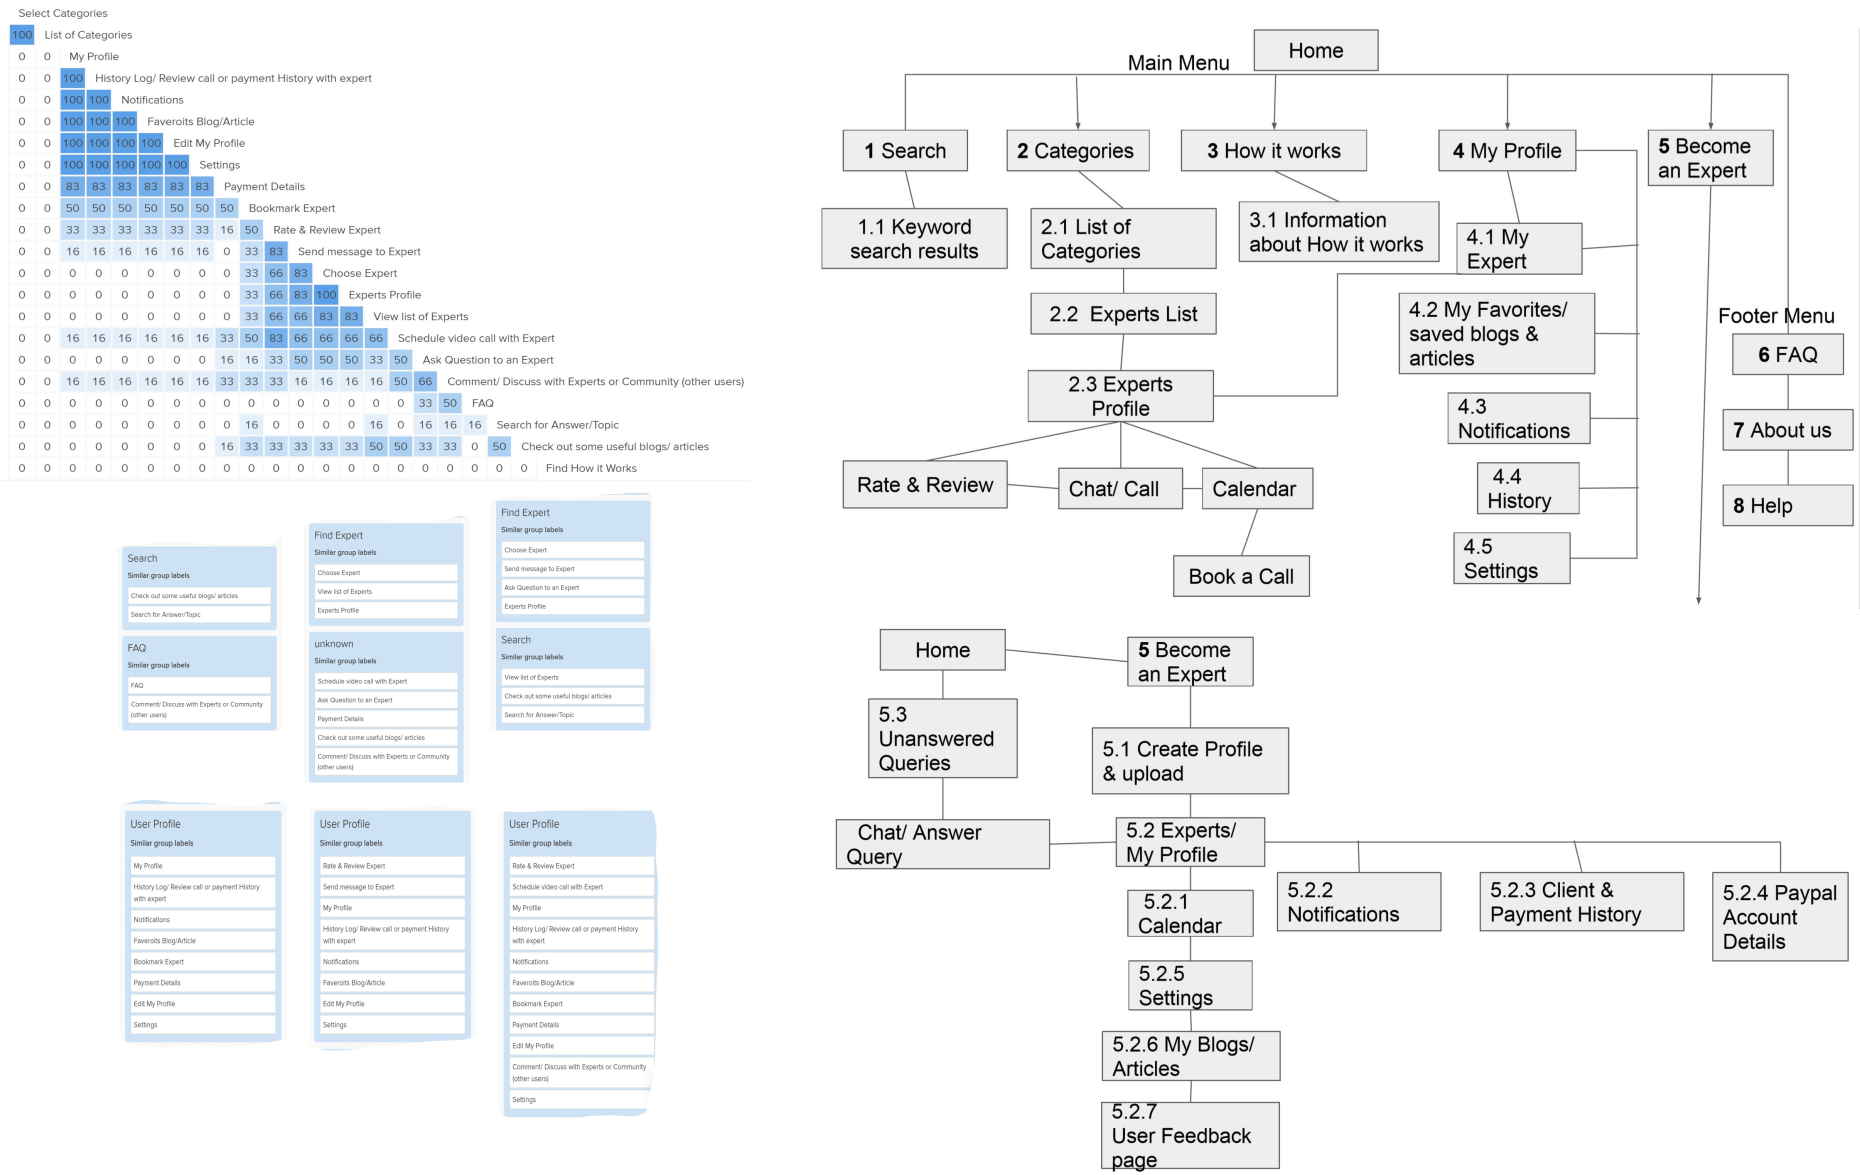 Select Categories
100 List of Categories
0 0 My Profile
0 0 100 History Log/ Review call or payment History with expert
0 0 100 100 Notifications
0 0 100 100 100 Faveroits Blog/Article
0 0 100 100 100 100 Edit My Profile
0 0 100 100 100 100 100 Settings
0 0 83 83 83 83 83 83 Payment Details
0 0 50 50 50 50 50 50 50 Bookmark Expert
0 0 33 33 33 33 33 33 16 50 Rate & Review Expert
0 0 16 16 16 16 16 16 0 33 83 Send message to Expert
0 0 0 0 0 0 0 0 0 33 66 83 Choose Expert
0 0 0 0 0 0 0 0 0 33 66 83 100 Experts Profile
0 0 0 0 0 0 0 0 0 33 66 66 83 83 View list of Experts
0 0 16 16 16 16 16 16 33 50 83 66 66 66 66 Schedule video call with Expert
0 0 0 0 0 0 0 0 16 16 33 50 50 50 33 50 Ask Question to an Expert
0 0 16 16 16 16 16 16 33 33 33 16 16 16 16 50 66 Comment/ Discuss with Experts or Community (other users)
0 0 0 0 0 0 0 0 0 0 0 0 0 0 0 0 33 50 FAQ
0 0 0 0 0 0 0 0 0 16 0 0 0 0 16 0 16 16 16 Search for Answer/Topic
0 0 0 0 0 0 0 0 16 33 33 33 33 33 50 50 33 33 0 50 Check out some useful blogs/ articles
0 0 0 0 0 0 0 0 0 0 0 0 0 0 0 0 0 0 0 0 0 Find How it Works
Search
Similar group labels
Check out some useful blogs/ articles
Search for Answer/Topic
FAQ
Similar group labels
FAQ
Comment/ Discuss with Experts or Community
(other users)
Find Expert
Similar group labels
Choose Expert
View list of Experts
Experts Profile
unknown
Similar group labels
Schedule video call with Expert
Ask Question to an Expert
Payment Details
Check out some useful blogs/ articles
Comment/ Discuss with Experts or Community
(other users)
Find Expert
Similar group labels
Choose Expert
Send message to Expert
Ask Question to an Expert
Experts Profile
Search
Similar group labels
View list of Experts
Check out some useful blogs/ articles
Search for Answer/Topic
User Profile
Similar group labels
My Profile
History Log/ Review call or payment History
with expert
Notifications
Faveroits Blog/Article
Bookmark Expert
Payment Details
Edit My Profile
Settings
User Profile
Similar group labels
Rate & Review Expert
Send message to Expert
My Profile
History Log/ Review call or payment History
with expert
Notifications
Faveroits Blog/Article
Edit My Profile
Settings
User Profile
Similar group labels
Rate & Review Expert
Schedule video call with Expert
My Profile
History Log/ Review call or payment History
with expert
Notifications
Faveroits Blog/Article
Bookmark Expert
Payment Details
Edit My Profile
Comment/ Discuss with Experts or Community
(other users)
Settings
Home
Main Menu
1 Search
2 Categories
3 How it works
4 My Profile
5 Become
an Expert
1.1 Keyword
search results
2.1 List of
Categories
3.1 Information
about How it works
4.1 My
Expert
2.2 Experts List
4.2 My Favorites/
saved blogs &
articles
Footer Menu
6 FAQ
2.3 Experts
Profile
4.3
Notifications
7 About us
Rate & Review
Chat/ Call
Calendar
4.4
History
8 Help
Book a Call
4.5
Settings
Home
5 Become
an Expert
5.3
Unanswered
Queries
5.1 Create Profile
& upload
Chat/ Answer
Query
5.2 Experts/
My Profile
5.2.1
Calendar
5.2.2
Notifications
5.2.3 Client &
Payment History
5.2.4 Paypal
Account
Details
5.2.5
Settings
5.2.6 My Blogs/
Articles
5.2.7
User Feedback
page